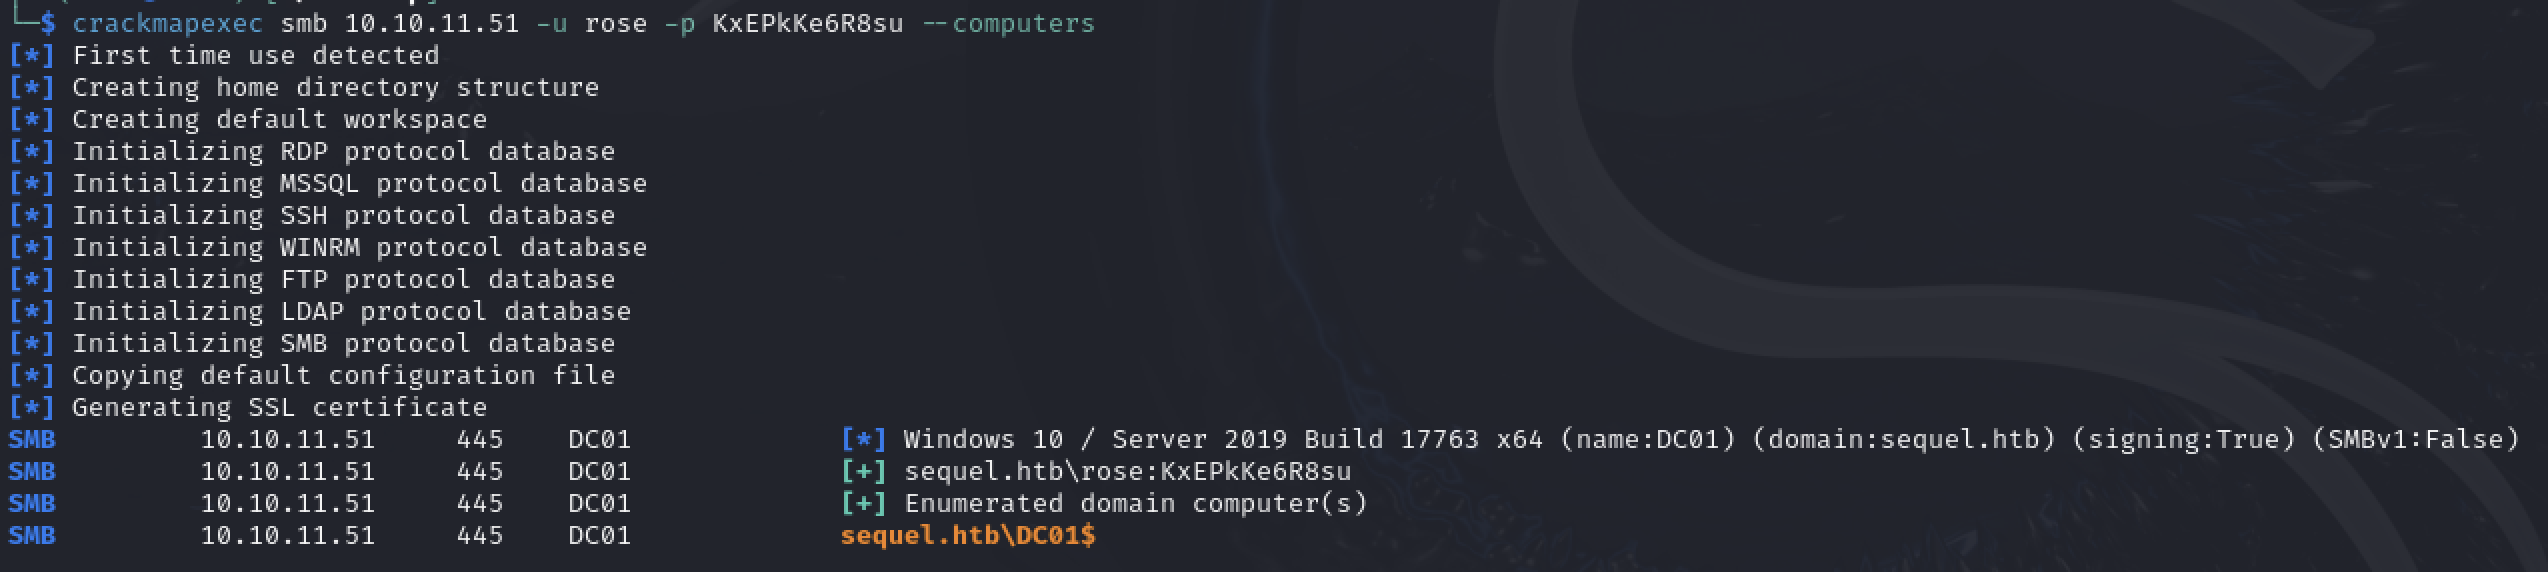 └─$ crackmapexec smb 10.10.11.51 -u rose -p KxEPkKe6R8su --computers
[*] First time use detected
[*] Creating home directory structure
[*] Creating default workspace
[*] Initializing RDP protocol database
[*] Initializing MSSQL protocol database
[*] Initializing SSH protocol database
[*] Initializing WINRM protocol database
[*] Initializing FTP protocol database
[*] Initializing LDAP protocol database
[*] Initializing SMB protocol database
[*] Copying default configuration file
[*] Generating SSL certificate
SMB         10.10.11.51     445    DC01             [*] Windows 10 / Server 2019 Build 17763 x64 (name:DC01) (domain:sequel.htb) (signing:True) (SMBv1:False)
SMB         10.10.11.51     445    DC01             [+] sequel.htb\rose:KxEPkKe6R8su
SMB         10.10.11.51     445    DC01             [+] Enumerated domain computer(s)
SMB         10.10.11.51     445    DC01             sequel.htb\DC01$